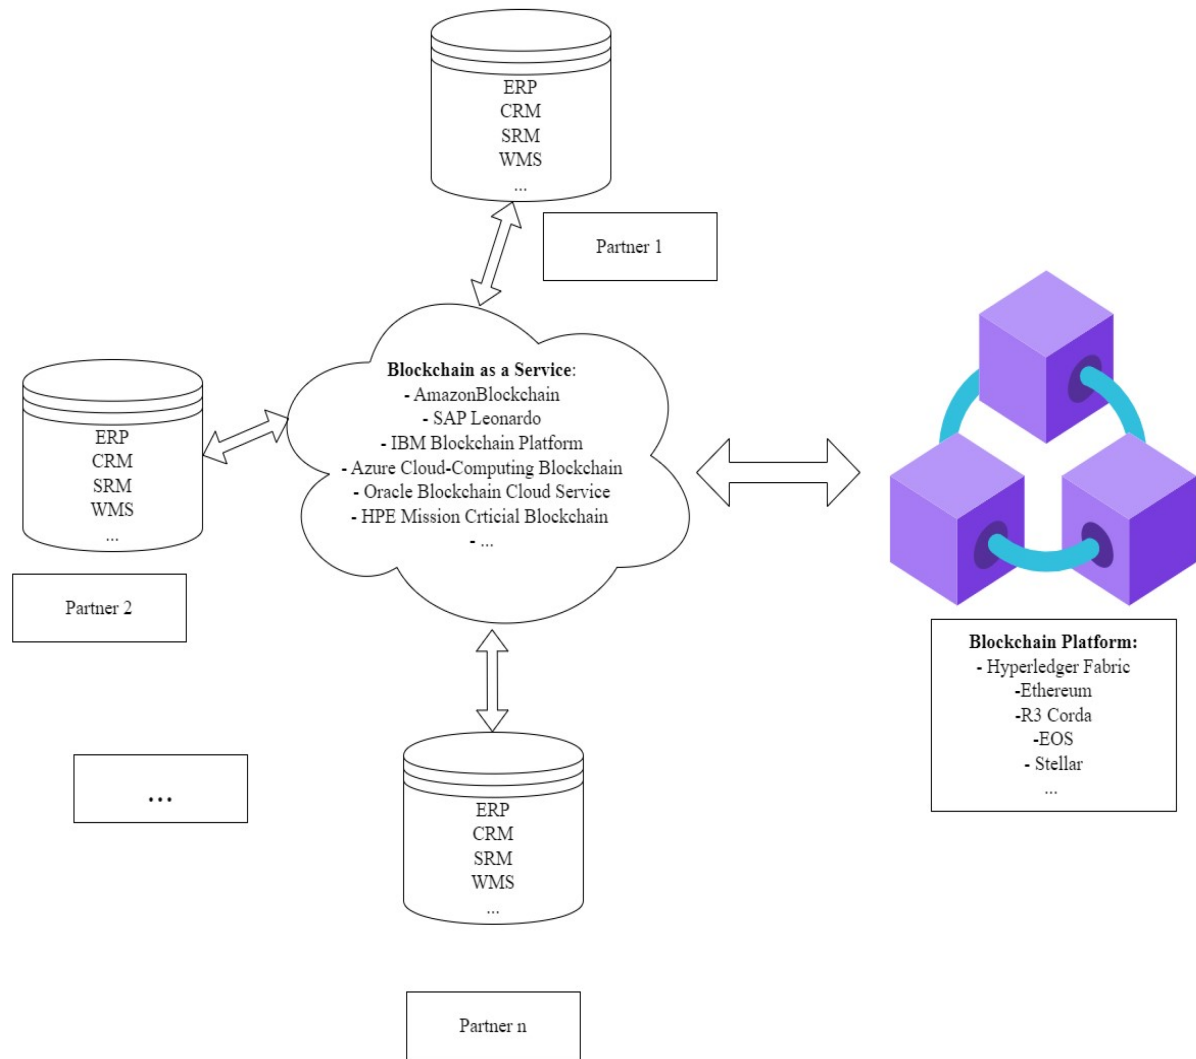 ERP
CRM
SRM
WMS
...
Partner 1
Blockchain as a Service:
- AmazonBlockchain
- SAP Leonardo
- IBM Blockchain Platform
- Azure Cloud-Computing Blockchain
- Oracle Blockchain Cloud Service
- HPE Mission Crticial Blockchain
- ...
ERP
CRM
SRM
WMS
...
Partner 2
Blockchain Platform:
- Hyperledger Fabric
-Ethereum
-R3 Corda
-EOS
- Stellar
...
...
ERP
CRM
SRM
WMS
...
Partner n